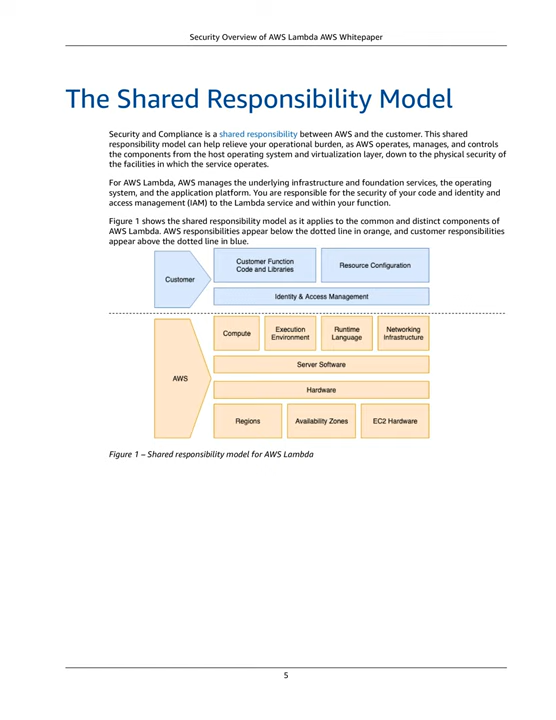 Security Overview of AWS Lambda AWS Whitepaper
The Shared Responsibility Model
Security and Compliance is a shared responsibility between AWS and the customer. This shared
responsibility model can help relieve your operational burden, as AWS operates, manages, and controls
the components from the host operating system and virtualization layer, down to the physical security of
the facilities in which the service operates.
For AWS Lambda, AWS manages the underlying infrastructure and foundation services, the operating
system, and the application platform. You are responsible for the security of your code and identity and
access management (IAM) to the Lambda service and within your function.
Figure 1 shows the shared responsibility model as it applies to the common and distinct components of
AWS Lambda. AWS responsibilities appear below the dotted line in orange, and customer responsibilities
appear above the dotted line in blue.
Customer
Customer Function
Code and Libraries
Resource Configuration
Identity & Access Management
AWS
Compute
Execution
Environment
Runtime
Language
Networking
Infrastructure
Server Software
Hardware
Regions
Availability Zones
EC2 Hardware
Figure 1 – Shared responsibility model for AWS Lambda
5